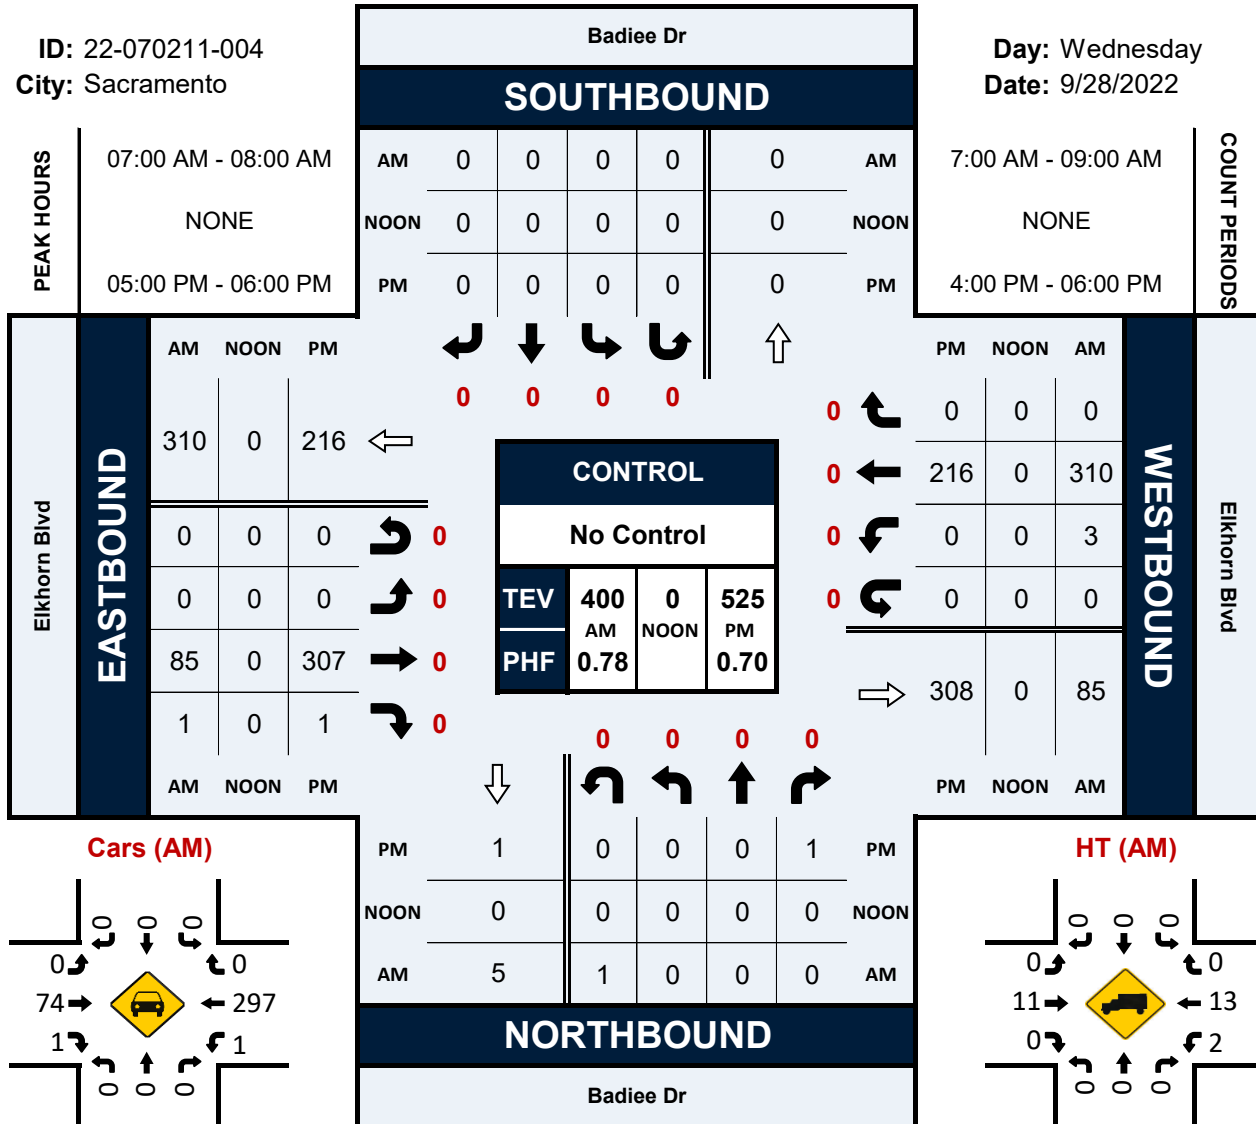 ID: 22-070211-004
City: Sacramento
Badiee Dr
SOUTHBOUND
Day: Wednesday
Date: 9/28/2022
PEAK HOURS
07:00 AM - 08:00 AM
NONE
05:00 PM - 06:00 PM
AM 0 0 0 0 0 AM
NOON 0 0 0 0 0 NOON
PM 0 0 0 0 0 PM
7:00 AM - 09:00 AM
NONE
4:00 PM - 06:00 PM
COUNT PERIODS
0 0 0 0
Elkhorn Blvd
EASTBOUND
AM NOON PM
310 0 216
0 0 0 0
0 0 0 0
85 0 307 0
1 0 1 0
AM NOON PM
CONTROL
No Control
TEV 400 0 525
AM NOON PM
PHF 0.78 0.70
PM NOON AM
0 0 0 0
0 216 0 310
0 0 0 3
0 0 0 0
308 0 85
PM NOON AM
WESTBOUND
Elkhorn Blvd
0 0 0 0
PM 1 0 0 0 1 PM
NOON 0 0 0 0 0 NOON
AM 5 1 0 0 0 AM
NORTHBOUND
Badiee Dr
Cars (AM)
0 0 0
0 0
74 297
1 1
0 0 0
HT (AM)
0 0 0
0 0
11 13
0 2
0 0 0